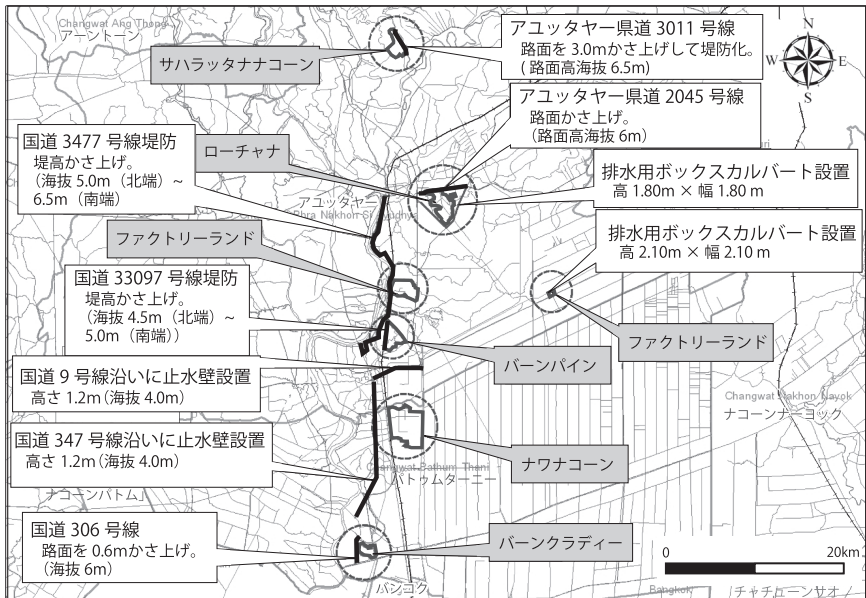 Changwat Ang Thong
アーントーン
サハラッタナナコーン
アユッタヤー県道 3011 号線
路面を 3.0mかさ上げして堤防化。
( 路面高海抜 6.5m)
N
W
E
S
アユッタヤー県道 2045 号線
路面かさ上げ。
(路面高海抜 6m)
国道 3477 号線堤防
堤高かさ上げ。
(海抜 5.0m(北端)~
6.5m(南端)
ローチャナ
排水用ボックスカルバート設置
高 1.80m × 幅 1.80 m
アユッタヤー
Phra Nakhon Si
ファクトリーランド
排水用ボックスカルバート設置
高 2.10m × 幅 2.10 m
国道 33097 号線堤防
堤高かさ上げ。
(海抜 4.5m(北端)~
5.0m(南端))
ファクトリーランド
バーンパイン
国道 9 号線沿いに止水壁設置
高さ 1.2m(海抜 4.0m)
Changwat Nakhon Nayok
ナコーンナーヨック
国道 347 号線沿いに止水壁設置
高さ 1.2m(海抜 4.0m)
ナワナコーン
Changwat Pathum Thani
パトゥムターニー
ナコーンパトム
国道 306 号線
路面を 0.6mかさ上げ。
(海抜 6m)
バーンクラディー
0
20km
バンコク
Bangkok
チャチューンサオ